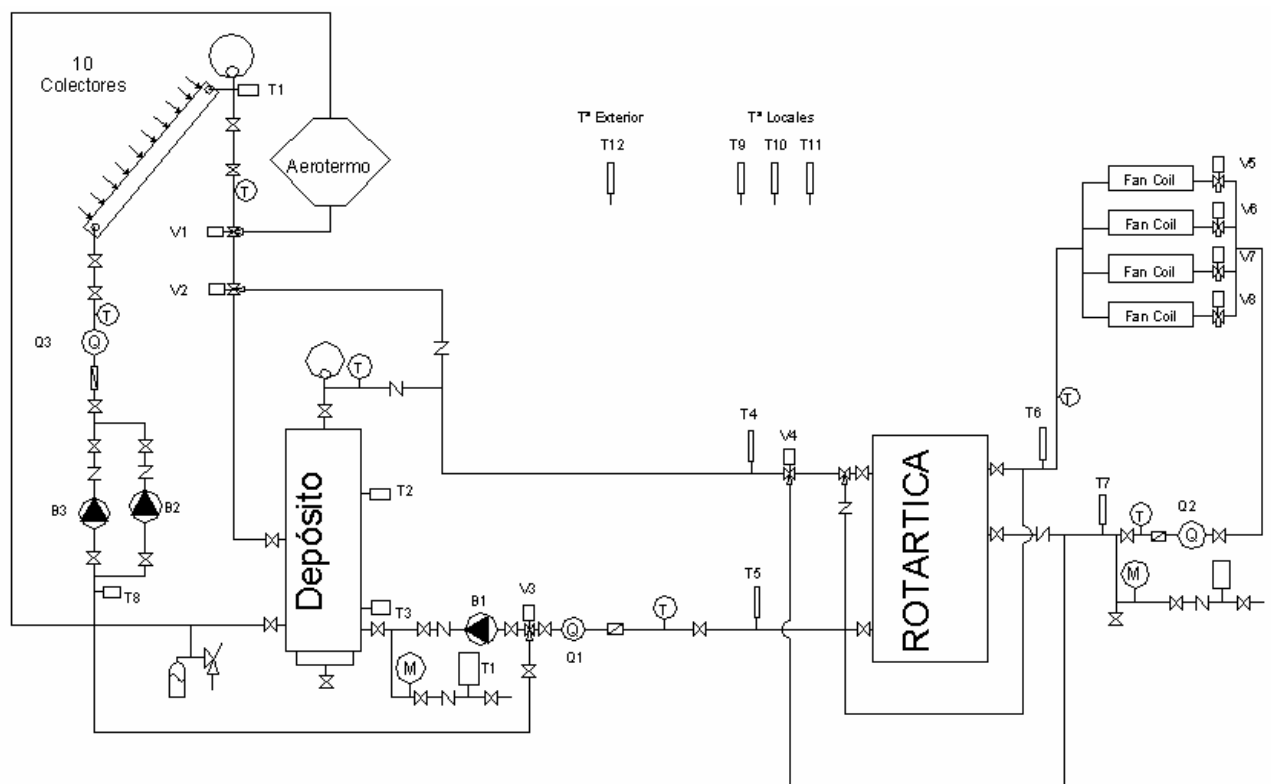 10
Colectores
T1
Aerotermo
Tª Exterior
T12
Tª Locales
T9
T10
T11
V5
Fan Coil
V6
Fan Coil
V7
Fan Coil
V8
Fan Coil
T
V1
V2
T
Q3
Q
T
T
T4
V4
T6
Depósito
T2
ROTARTICA
B3
B2
T7
T
Q2
Q
T8
T3
B1
V3
T
T5
Q
Q1
M
T1
M